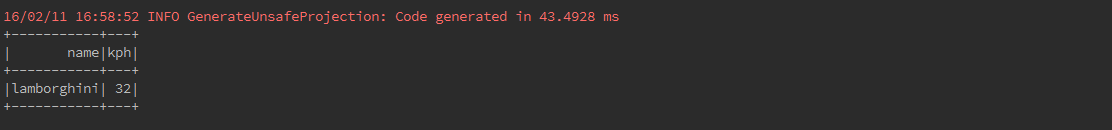 16/02/11 16:58:52 INFO GenerateUnsafeProjection: Code generated in 43.4928 ms
+-----------+---+
|       name|kph|
+-----------+---+
|lamborghini| 32|
+-----------+---+